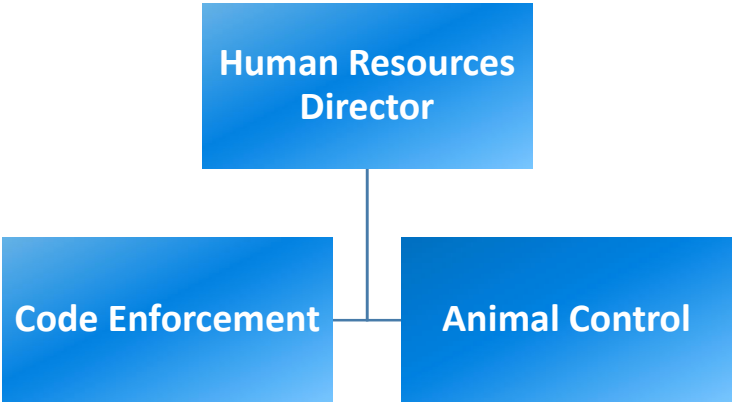 Human Resources
Director
Code Enforcement
Animal Control